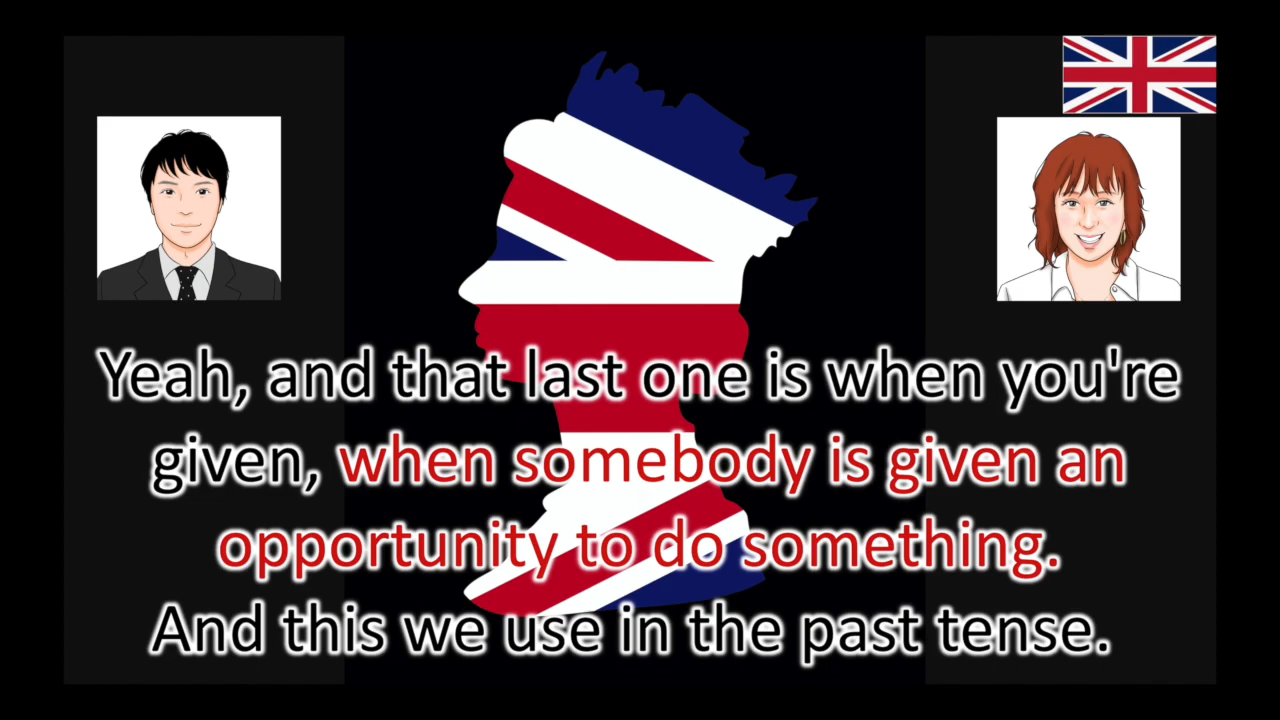 Yeah, and that last one is when you're
given, when somebody is given an
opportunity to do something.
And this we use in the past tense.